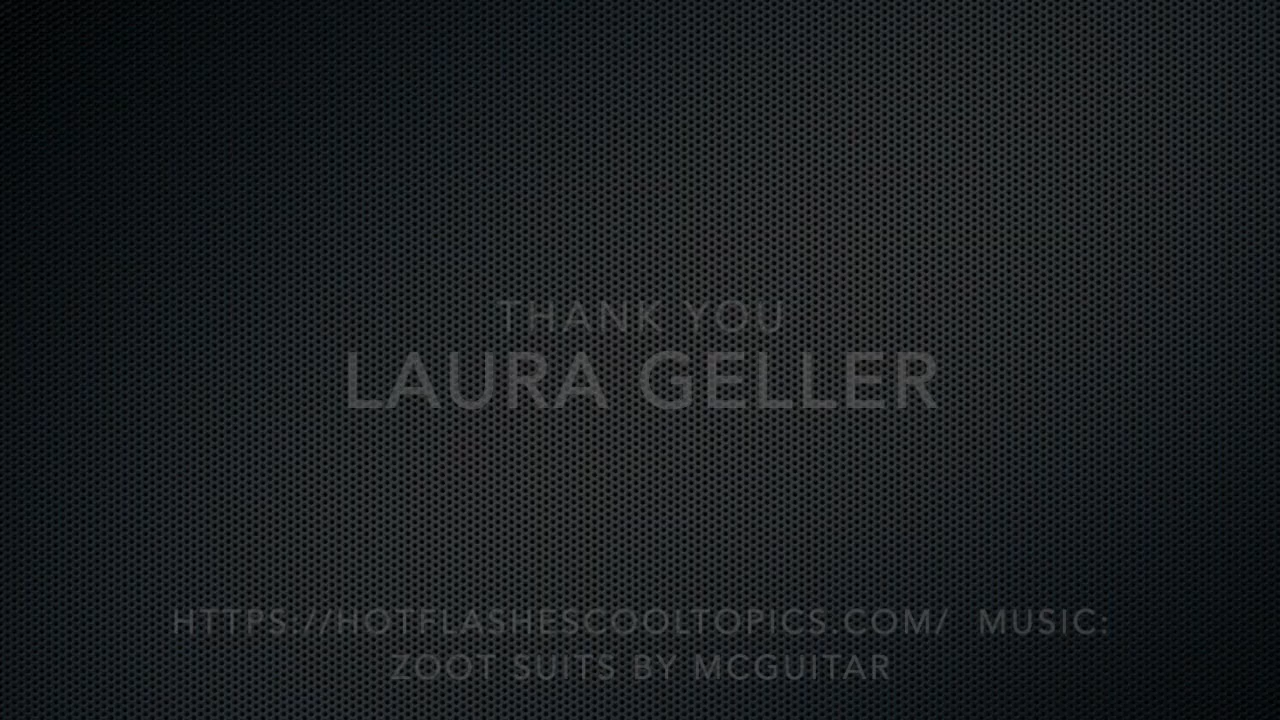 THANK YOU
LAURA GELLER
HTTPS://HOTFLASHESCOOLTOPICS.COM/  MUSIC:
ZOOT SUITS BY MCGUITAR